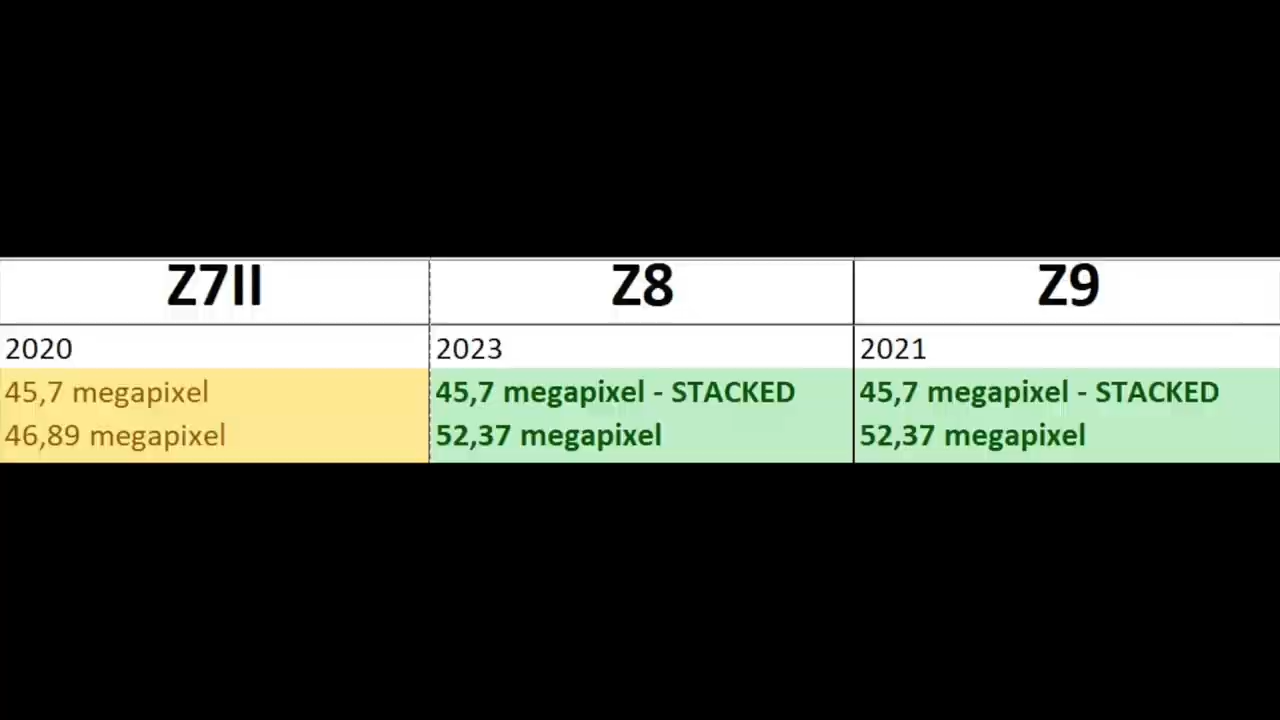 Z7II Z8 Z9
2020 2023 2021
45,7 megapixel 45,7 megapixel - STACKED 45,7 megapixel - STACKED
46,89 megapixel 52,37 megapixel 52,37 megapixel